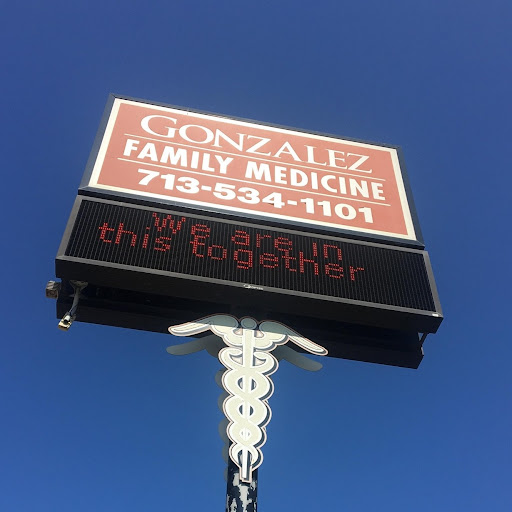 GONZALEZ
FAMILY MEDICINE
713-534-1101
We are in
this together